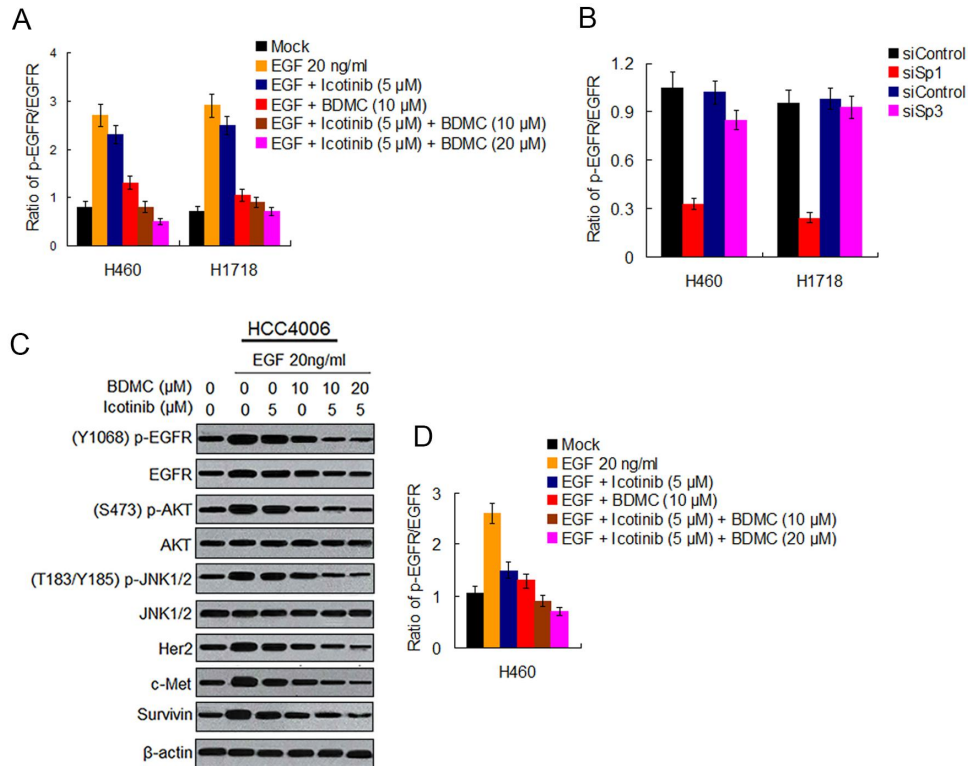 A
Mock
EGF 20 ng/ml
EGF + Icotinib (5 µM)
EGF + BDMC (10 µM)
EGF + Icotinib (5 µM) + BDMC (10 µM)
EGF + Icotinib (5 µM) + BDMC (20 µM)
Ratio of p-EGFR/EGFR
4
3
2
1
0
H460 H1718
B
siControl
siSp1
siControl
siSp3
Ratio of p-EGFR/EGFR
1.2
0.9
0.6
0.3
0
H460 H1718
C
HCC4006
EGF 20ng/ml
BDMC (µM) 0 0 0 10 10 20
Icotinib (µM) 0 0 5 0 5 5
(Y1068) p-EGFR
EGFR
(S473) p-AKT
AKT
(T183/Y185) p-JNK1/2
JNK1/2
Her2
c-Met
Survivin
β-actin
D
Mock
EGF 20 ng/ml
EGF + Icotinib (5 µM)
EGF + BDMC (10 µM)
EGF + Icotinib (5 µM) + BDMC (10 µM)
EGF + Icotinib (5 µM) + BDMC (20 µM)
Ratio of p-EGFR/EGFR
3
2
1
0
H460